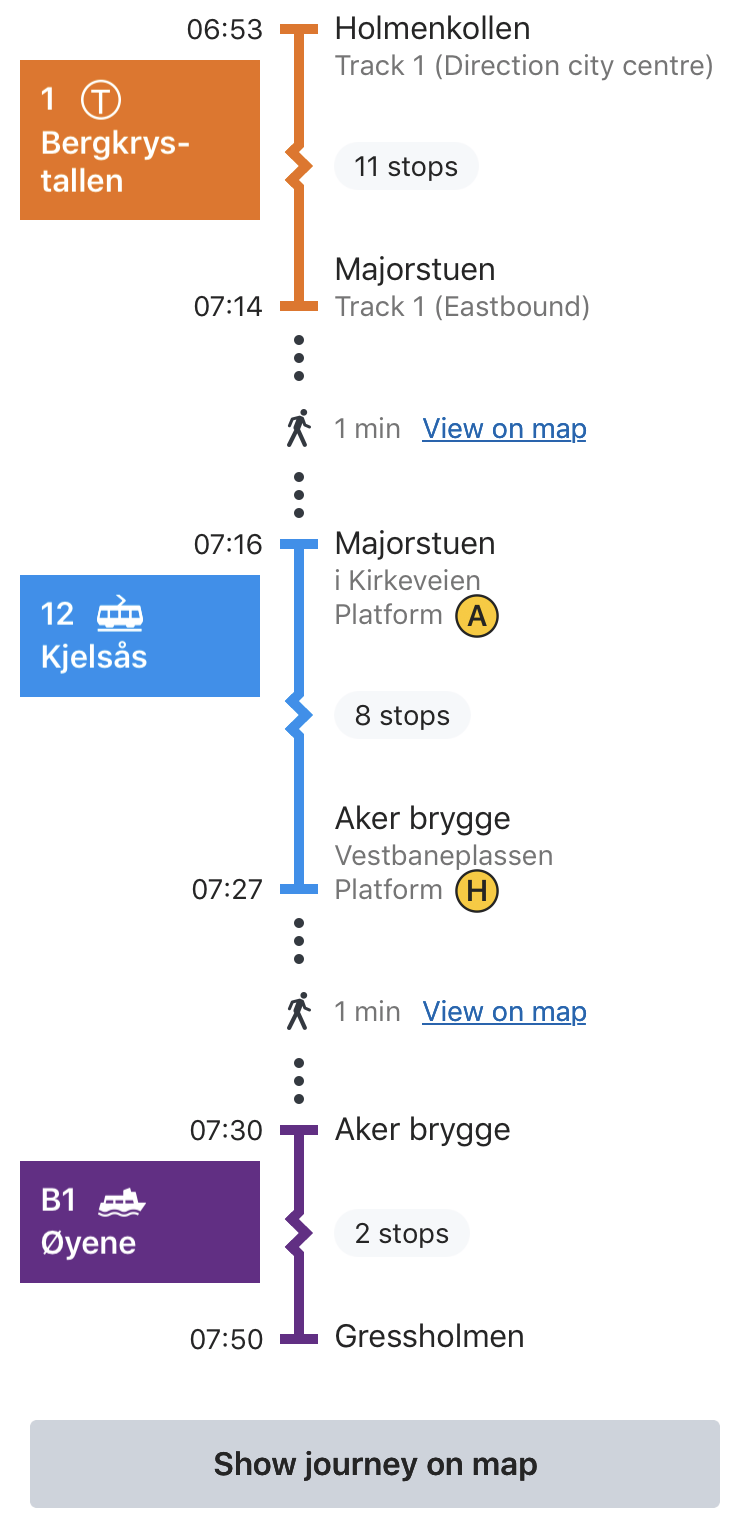 06:53 Holmenkollen
Track 1 (Direction city centre)
1 T
Bergkrys-
tallen
11 stops
Majorstuen
07:14 Track 1 (Eastbound)
1 min View on map
07:16 Majorstuen
i Kirkeveien
Platform A
12
Kjelsås
8 stops
Aker brygge
Vestbaneplassen
07:27 Platform H
1 min View on map
07:30 Aker brygge
B1
Øyene
2 stops
07:50 Gressholmen
Show journey on map